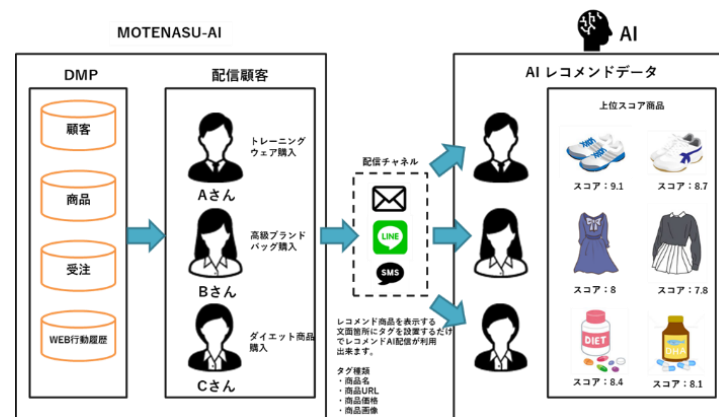 MOTENASU-AI
AI
DMP
配信顧客
AI レコメンドデータ
顧客
商品
受注
WEB行動履歴
トレーニング
ウェア購入
Aさん
高級ブランド
バッグ購入
Bさん
ダイエット商品
購入
Cさん
配信チャネル
LINE
SMS
レコメンド商品を表示する
文面箇所にタグを設置するだけ
でレコメンドAI配信が利用
出来ます。
タグ種類
・商品名
・商品URL
・商品価格
・商品画像
上位スコア商品
スコア：9.1
スコア：8.7
スコア：8
スコア：7.8
DIET
DHA
スコア：8.4
スコア：8.1